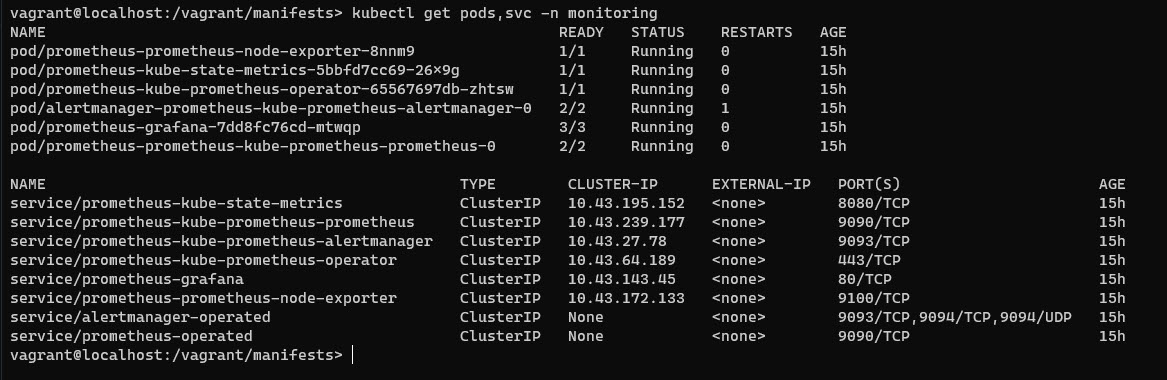 vagrant@localhost:/vagrant/manifests> kubectl get pods,svc -n monitoring
NAME READY STATUS RESTARTS AGE
pod/prometheus-prometheus-node-exporter-8nnm9 1/1 Running 0 15h
pod/prometheus-kube-state-metrics-5bbfd7cc69-26x9g 1/1 Running 0 15h
pod/prometheus-kube-prometheus-operator-65567697db-zhtsw 1/1 Running 0 15h
pod/alertmanager-prometheus-kube-prometheus-alertmanager-0 2/2 Running 1 15h
pod/prometheus-grafana-7dd8fc76cd-mtwqp 3/3 Running 0 15h
pod/prometheus-prometheus-kube-prometheus-prometheus-0 2/2 Running 0 15h
NAME TYPE CLUSTER-IP EXTERNAL-IP PORT(S) AGE
service/prometheus-kube-state-metrics ClusterIP 10.43.195.152 <none> 8080/TCP 15h
service/prometheus-kube-prometheus-prometheus ClusterIP 10.43.239.177 <none> 9090/TCP 15h
service/prometheus-kube-prometheus-alertmanager ClusterIP 10.43.27.78 <none> 9093/TCP 15h
service/prometheus-kube-prometheus-operator ClusterIP 10.43.64.189 <none> 443/TCP 15h
service/prometheus-grafana ClusterIP 10.43.143.45 <none> 80/TCP 15h
service/prometheus-prometheus-node-exporter ClusterIP 10.43.172.133 <none> 9100/TCP 15h
service/alertmanager-operated ClusterIP None <none> 9093/TCP,9094/TCP,9094/UDP 15h
service/prometheus-operated ClusterIP None <none> 9090/TCP 15h
vagrant@localhost:/vagrant/manifests>